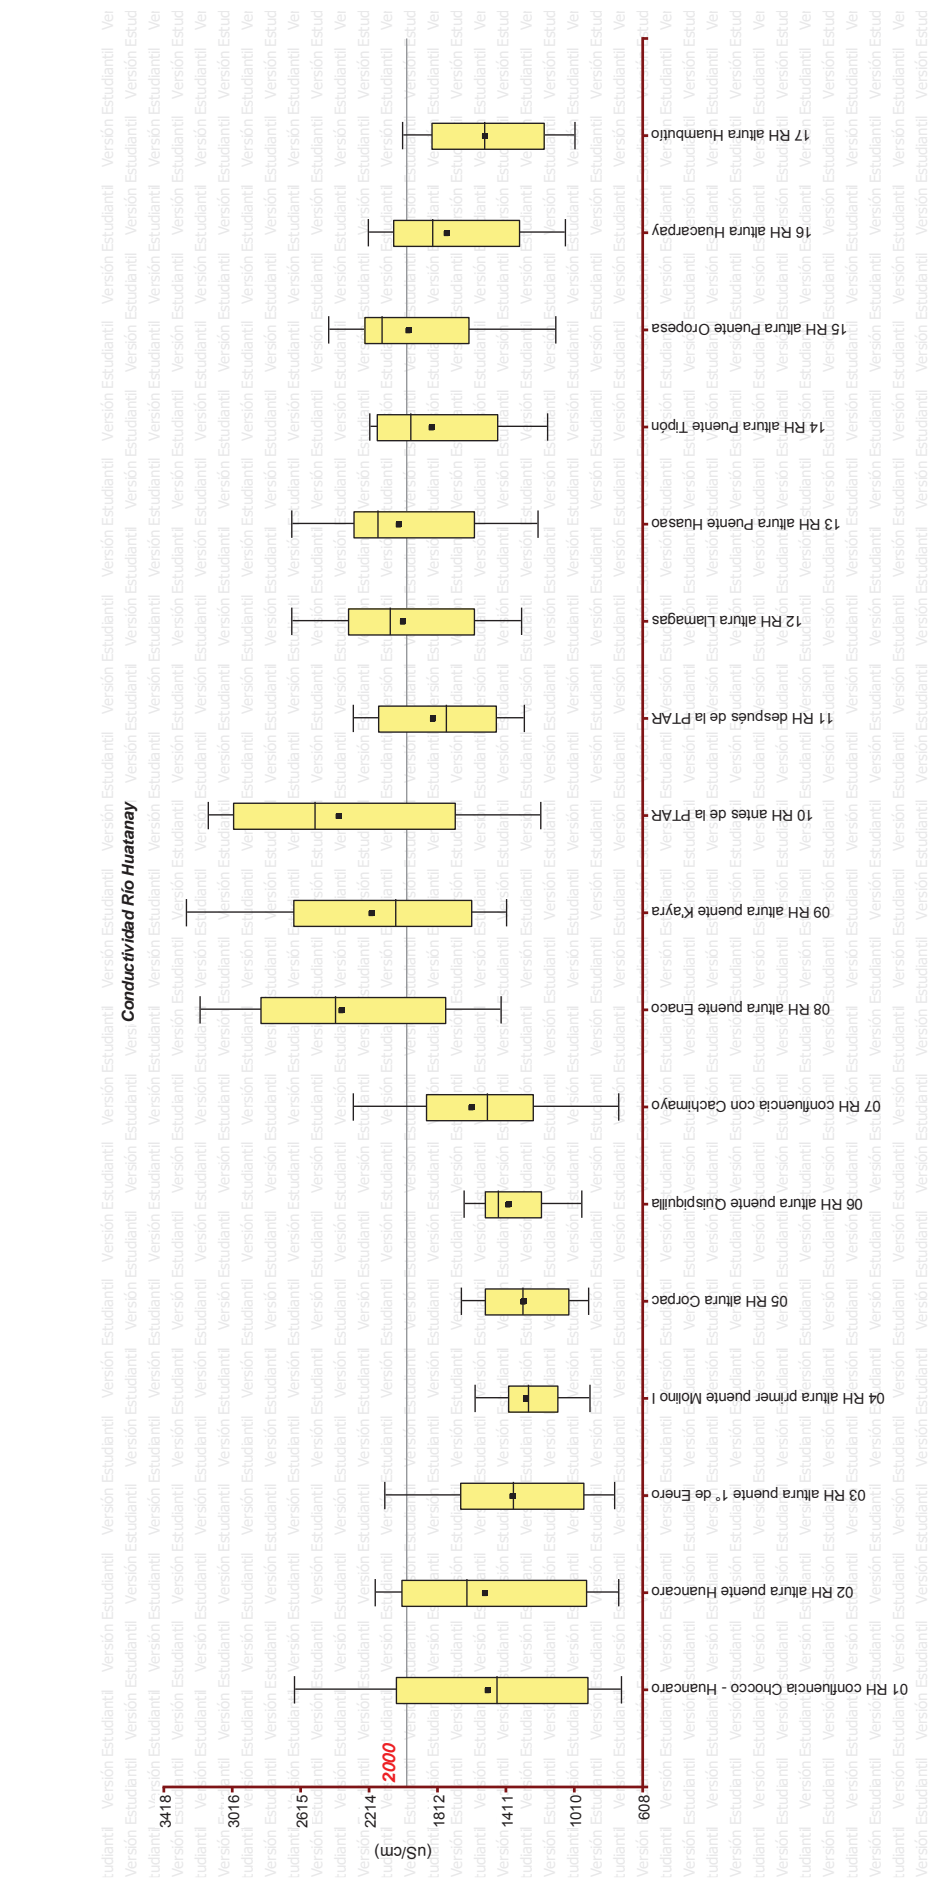 Conductividad Río Huatanay
(uS/cm)
3418
3016
2615
2214
1812
1411
1010
608
2000
01 RH confluencia Chocco - Huancaro
02 RH altura puente Huancaro
03 RH altura puente 1° de Enero
04 RH altura primer puente Molino I
05 RH altura Corpac
06 RH altura puente Quispiquilla
07 RH confluencia con Cachimayo
08 RH altura puente Enaco
09 RH altura puente K'ayra
10 RH antes de la PTAR
11 RH después de la PTAR
12 RH altura Llamagas
13 RH altura Puente Huasao
14 RH altura Puente Tipón
15 RH altura Puente Oropesa
16 RH altura Huacarpay
17 RH altura Huambutío
Versión Estudiantil